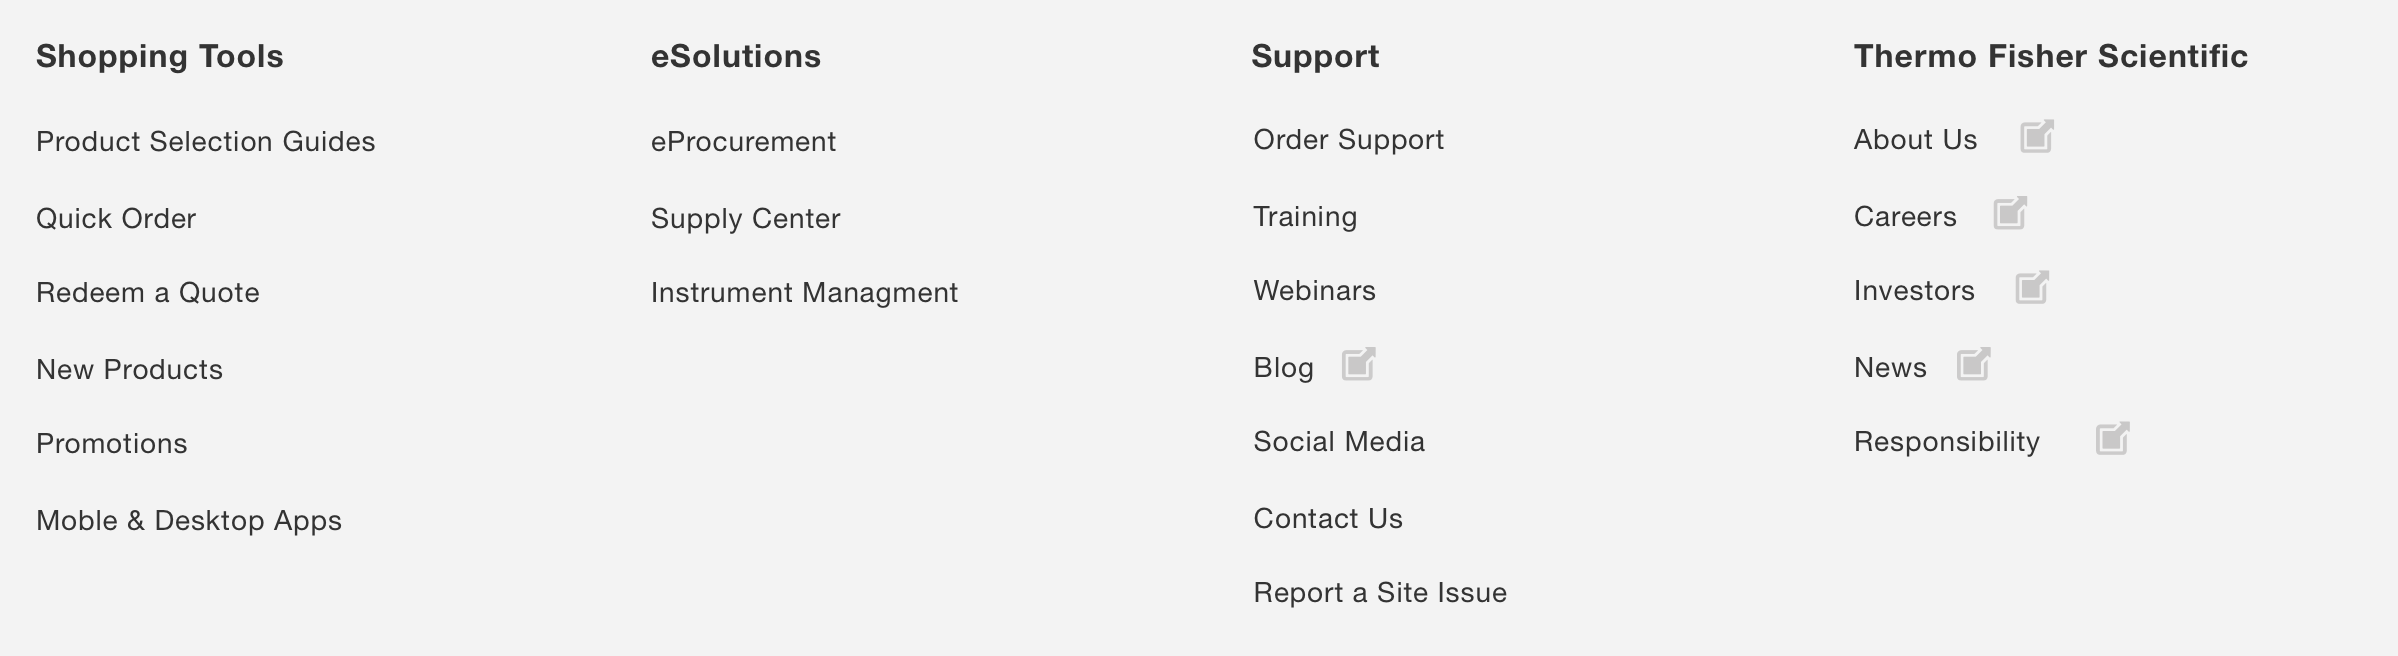 Shopping Tools
Product Selection Guides
Quick Order
Redeem a Quote
New Products
Promotions
Moble & Desktop Apps
eSolutions
eProcurement
Supply Center
Instrument Managment
Support
Order Support
Training
Webinars
Blog
Social Media
Contact Us
Report a Site Issue
Thermo Fisher Scientific
About Us
Careers
Investors
News
Responsibility